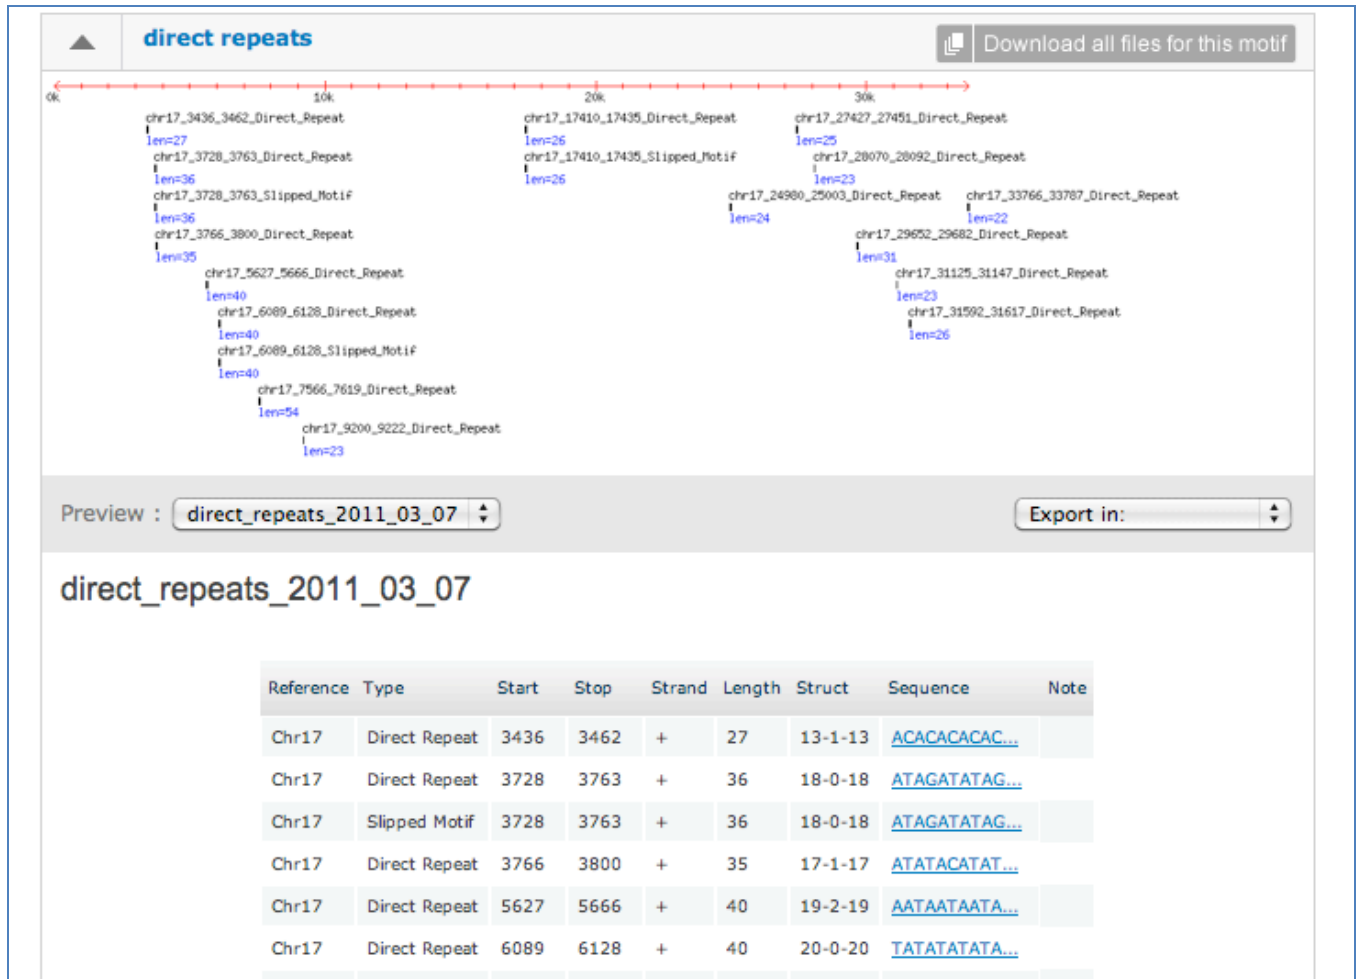 direct repeats
Download all files for this motif
0k 10k 20k 30k
chr17_3436_3462_Direct_Repeat chr17_17410_17435_Direct_Repeat chr17_27427_27451_Direct_Repeat
len=27 len=26 len=25
chr17_3728_3763_Direct_Repeat chr17_17410_17435_Slipped_Motif chr17_28070_28092_Direct_Repeat
len=36 len=26 len=23
chr17_3728_3763_Slipped_Motif chr17_24980_25003_Direct_Repeat chr17_33766_33787_Direct_Repeat
len=36 len=24 len=22
chr17_3766_3800_Direct_Repeat chr17_29652_29682_Direct_Repeat
len=35 len=31
chr17_5627_5666_Direct_Repeat chr17_31125_31147_Direct_Repeat
len=40 len=23
chr17_6089_6128_Direct_Repeat chr17_31592_31617_Direct_Repeat
len=40 len=26
chr17_6089_6128_Slipped_Motif
len=40
chr17_7566_7619_Direct_Repeat
len=54
chr17_9200_9222_Direct_Repeat
len=23
Preview : direct_repeats_2011_03_07 Export in:
direct_repeats_2011_03_07
Reference Type Start Stop Strand Length Struct Sequence Note
Chr17 Direct Repeat 3436 3462 + 27 13-1-13 ACACACACAC...
Chr17 Direct Repeat 3728 3763 + 36 18-0-18 ATAGATATAG...
Chr17 Slipped Motif 3728 3763 + 36 18-0-18 ATAGATATAG...
Chr17 Direct Repeat 3766 3800 + 35 17-1-17 ATATACATAT...
Chr17 Direct Repeat 5627 5666 + 40 19-2-19 AATAATAATA...
Chr17 Direct Repeat 6089 6128 + 40 20-0-20 TATATATATA...